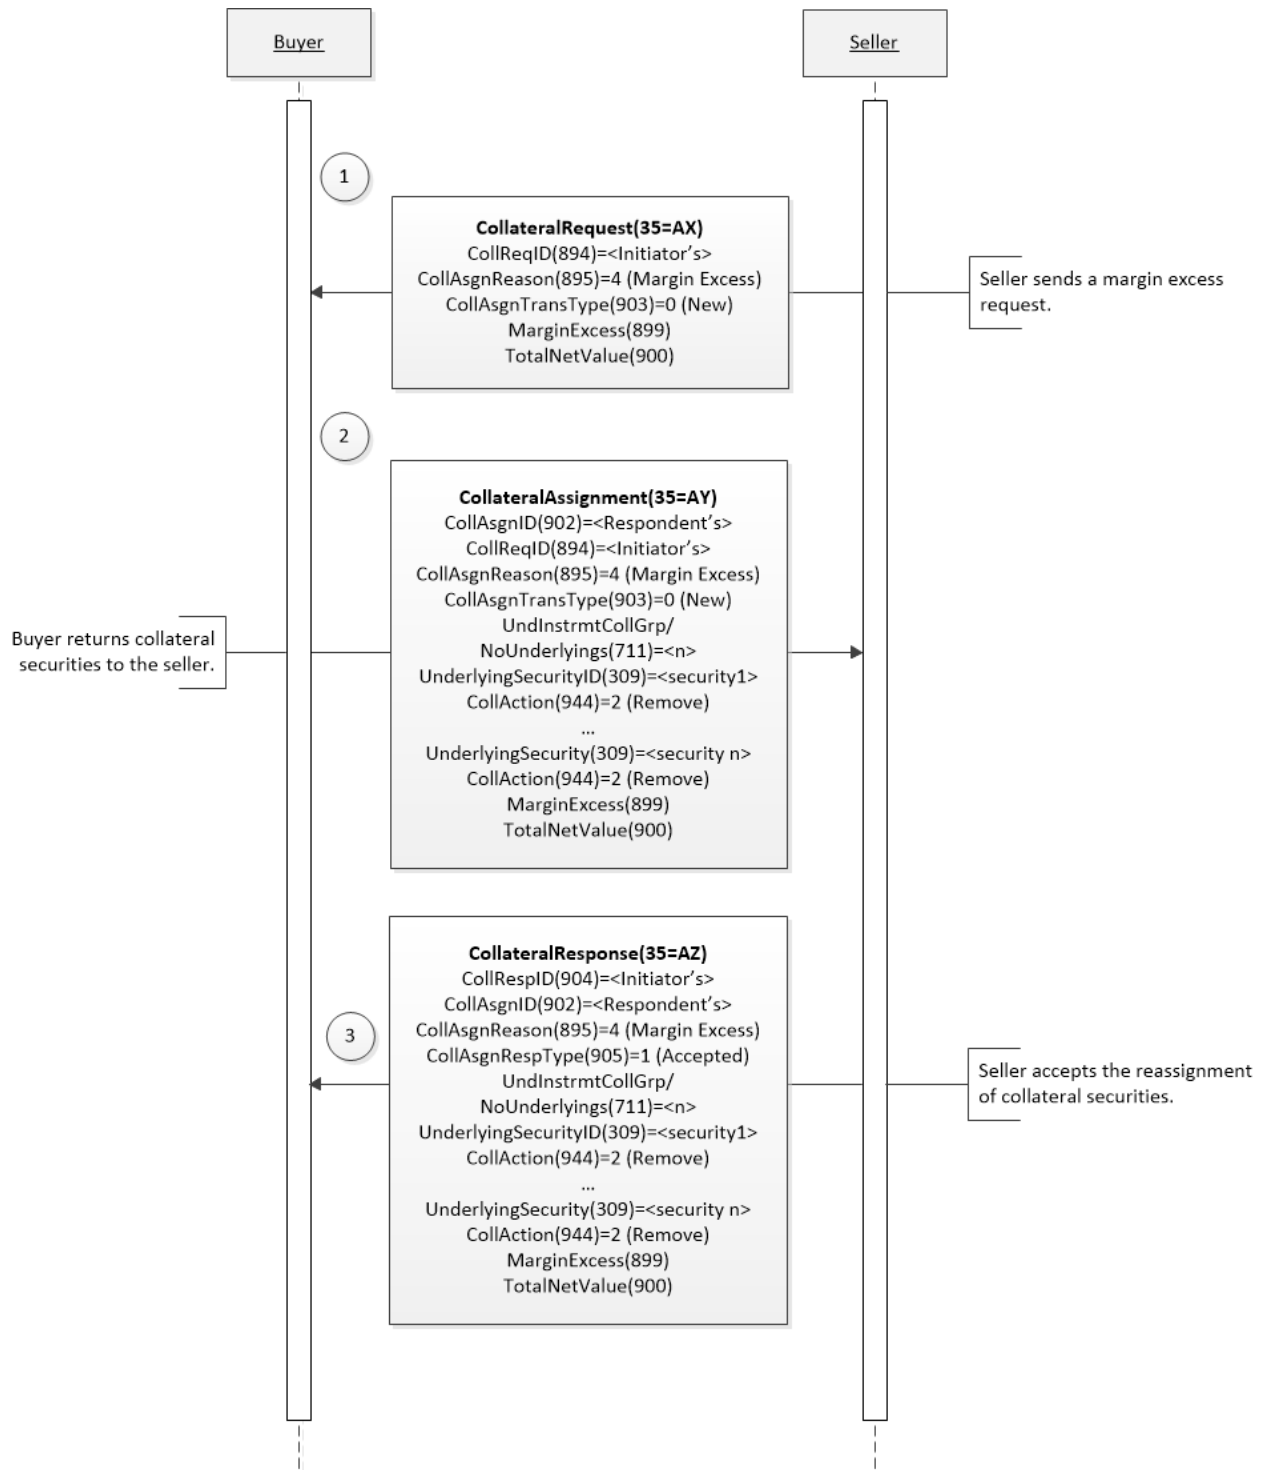 Buyer
Seller
1
CollateralRequest(35=AX)
CollReqID(894)=<Initiator's>
CollAsgnReason(895)=4 (Margin Excess)
CollAsgnTransType(903)=0 (New)
MarginExcess(899)
TotalNetValue(900)
Seller sends a margin excess
request.
2
CollateralAssignment(35=AY)
CollAsgnID(902)=<Respondent's>
CollReqID(894)=<Initiator's>
CollAsgnReason(895)=4 (Margin Excess)
CollAsgnTransType(903)=0 (New)
UndInstrmtCollGrp/
NoUnderlyings(711)=<n>
UnderlyingSecurityID(309)=<security1>
CollAction(944)=2 (Remove)
...
UnderlyingSecurity(309)=<security n>
CollAction(944)=2 (Remove)
MarginExcess(899)
TotalNetValue(900)
Buyer returns collateral
securities to the seller.
3
CollateralResponse(35=AZ)
CollRespID(904)=<Initiator's>
CollAsgnID(902)=<Respondent's>
CollAsgnReason(895)=4 (Margin Excess)
CollAsgnRespType(905)=1 (Accepted)
UndInstrmtCollGrp/
NoUnderlyings(711)=<n>
UnderlyingSecurityID(309)=<security1>
CollAction(944)=2 (Remove)
...
UnderlyingSecurity(309)=<security n>
CollAction(944)=2 (Remove)
MarginExcess(899)
TotalNetValue(900)
Seller accepts the reassignment
of collateral securities.